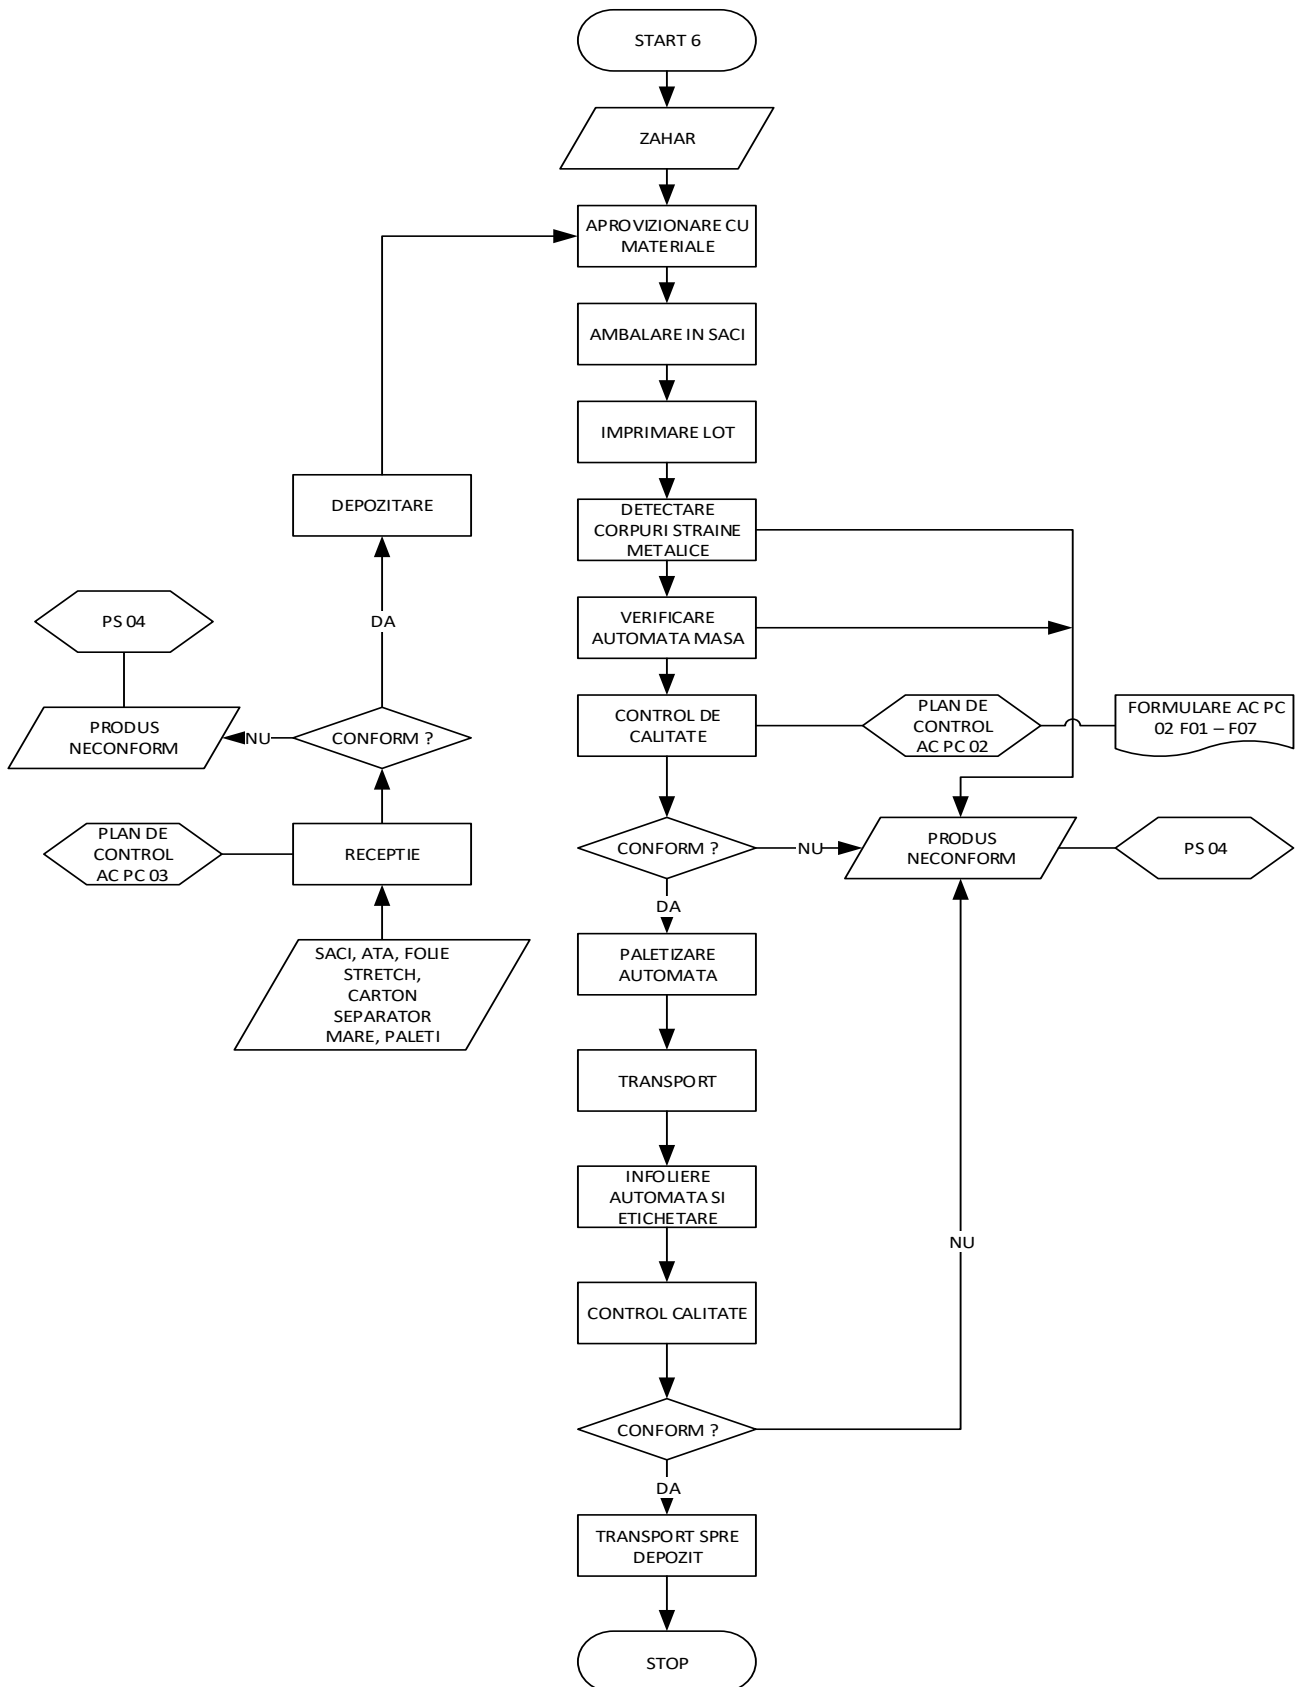 START 6
ZAHAR
APROVIZIONARE CU
MATERIALE
AMBALARE IN SACI
IMPRIMARE LOT
DEPOZITARE
DETECTARE
CORPURI STRAINE
METALICE
PS 04
DA
VERIFICARE
AUTOMATA MASA
PRODUS
NECONFORM
NU
CONFORM ?
CONTROL DE
CALITATE
PLAN DE
CONTROL
AC PC 02
FORMULARE AC PC
02 F01 – F07
PLAN DE
CONTROL
AC PC 03
RECEPTIE
CONFORM ?
NU
PRODUS
NECONFORM
PS 04
DA
SACI, ATA, FOLIE
STRETCH,
CARTON
SEPARATOR
MARE, PALETI
PALETIZARE
AUTOMATA
TRANSPORT
INFOLIERE
AUTOMATA SI
ETICHETARE
NU
CONTROL CALITATE
CONFORM ?
DA
TRANSPORT SPRE
DEPOZIT
STOP